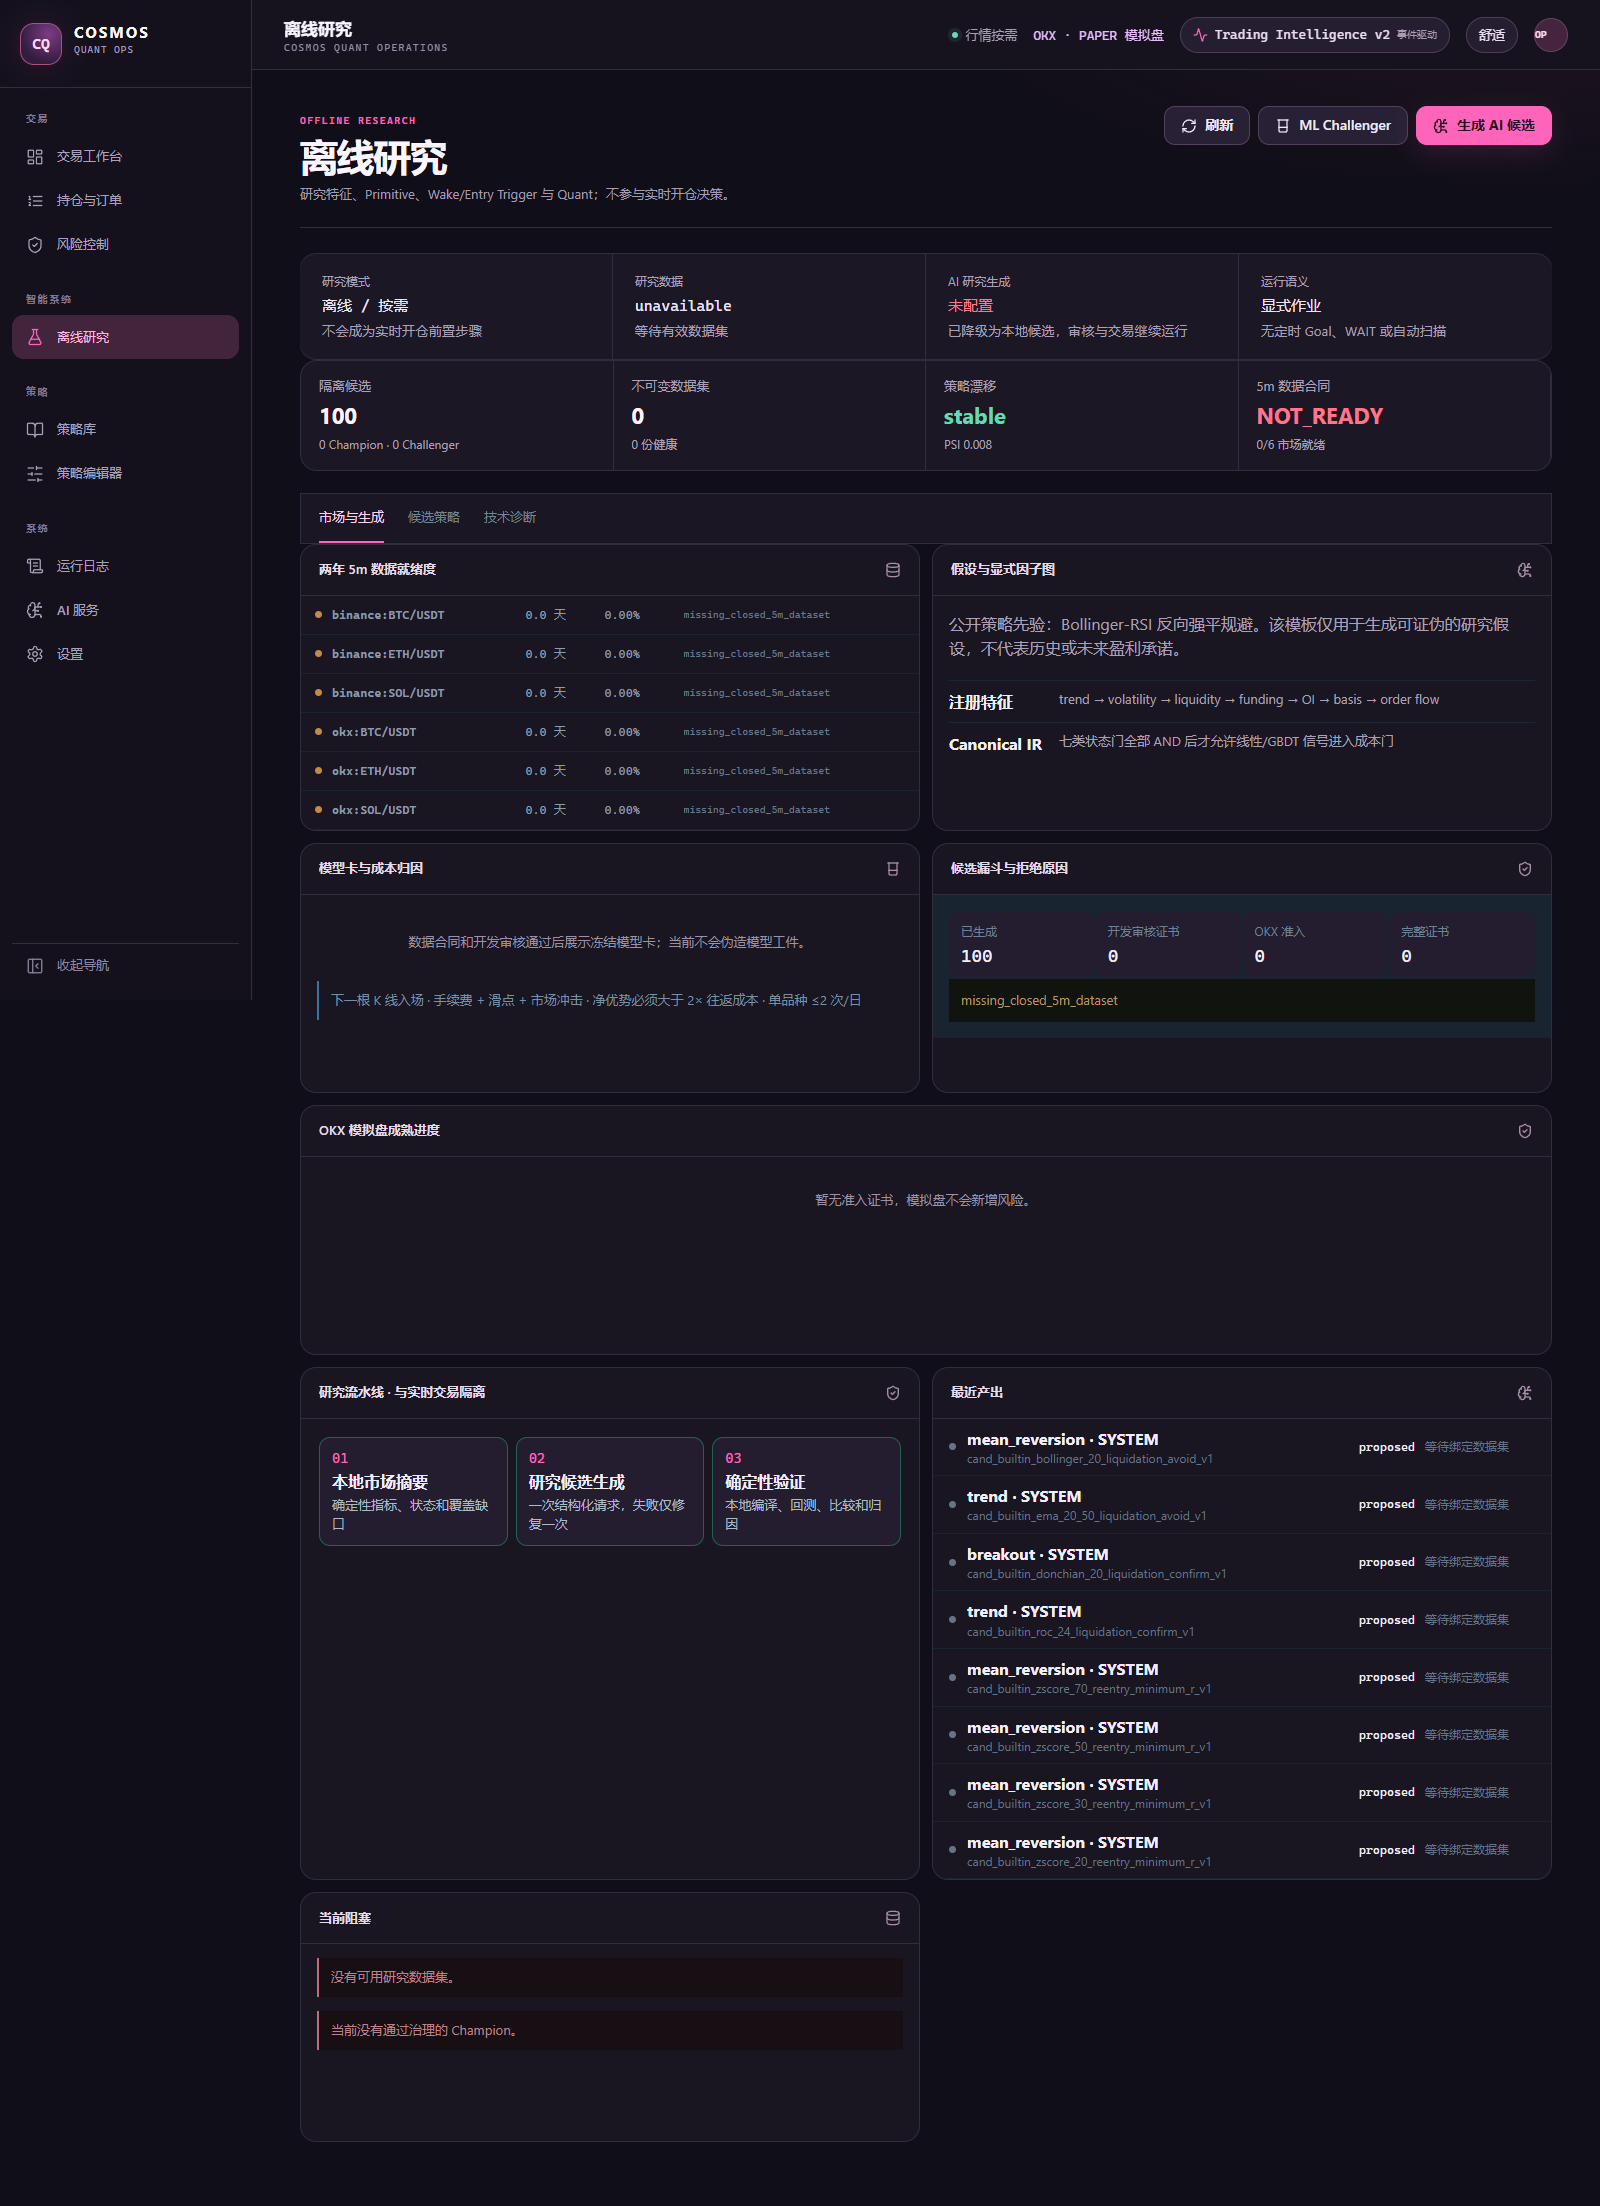 CQ
COSMOS
QUANT OPS
交易
交易工作台
持仓与订单
风险控制
智能系统
离线研究
策略
策略库
策略编辑器
系统
运行日志
AI 服务
设置
收起导航
离线研究
COSMOS QUANT OPERATIONS
行情按需
OKX · PAPER 模拟盘
Trading Intelligence v2 事件驱动
舒适
OP
OFFLINE RESEARCH
离线研究
研究特征、Primitive、Wake/Entry Trigger 与 Quant；不参与实时开仓决策。
刷新
ML Challenger
生成 AI 候选
研究模式
离线 / 按需
不会成为实时开仓前置步骤
研究数据
unavailable
等待有效数据集
AI 研究生成
未配置
已降级为本地候选，审核与交易继续运行
运行语义
显式作业
无定时 Goal、WAIT 或自动扫描
隔离候选
100
0 Champion · 0 Challenger
不可变数据集
0
0 份健康
策略漂移
stable
PSI 0.008
5m 数据合同
NOT_READY
0/6 市场就绪
市场与生成
候选策略
技术诊断
两年 5m 数据就绪度
binance:BTC/USDT 0.0 天 0.00% missing_closed_5m_dataset
binance:ETH/USDT 0.0 天 0.00% missing_closed_5m_dataset
binance:SOL/USDT 0.0 天 0.00% missing_closed_5m_dataset
okx:BTC/USDT 0.0 天 0.00% missing_closed_5m_dataset
okx:ETH/USDT 0.0 天 0.00% missing_closed_5m_dataset
okx:SOL/USDT 0.0 天 0.00% missing_closed_5m_dataset
假设与显式因子图
公开策略先验：Bollinger-RSI 反向强平规避。该模板仅用于生成可证伪的研究假
设，不代表历史或未来盈利承诺。
注册特征 trend → volatility → liquidity → funding → OI → basis → order flow
Canonical IR 七类状态门全部 AND 后才允许线性/GBDT 信号进入成本门
模型卡与成本归因
数据合同和开发审核通过后展示冻结模型卡；当前不会伪造模型工件。
下一根 K 线入场 · 手续费 + 滑点 + 市场冲击 · 净优势必须大于 2× 往返成本 · 单品种 ≤2 次/日
候选漏斗与拒绝原因
已生成
100
开发审核证书
0
OKX 准入
0
完整证书
0
missing_closed_5m_dataset
OKX 模拟盘成熟进度
暂无准入证书，模拟盘不会新增风险。
研究流水线 · 与实时交易隔离
01
本地市场摘要
确定性指标、状态和覆盖缺
口
02
研究候选生成
一次结构化请求，失败仅修
复一次
03
确定性验证
本地编译、回测、比较和归
因
最近产出
mean_reversion · SYSTEM
cand_builtin_bollinger_20_liquidation_avoid_v1
proposed 等待绑定数据集
trend · SYSTEM
cand_builtin_ema_20_50_liquidation_avoid_v1
proposed 等待绑定数据集
breakout · SYSTEM
cand_builtin_donchian_20_liquidation_confirm_v1
proposed 等待绑定数据集
trend · SYSTEM
cand_builtin_roc_24_liquidation_confirm_v1
proposed 等待绑定数据集
mean_reversion · SYSTEM
cand_builtin_zscore_70_reentry_minimum_r_v1
proposed 等待绑定数据集
mean_reversion · SYSTEM
cand_builtin_zscore_50_reentry_minimum_r_v1
proposed 等待绑定数据集
mean_reversion · SYSTEM
cand_builtin_zscore_30_reentry_minimum_r_v1
proposed 等待绑定数据集
mean_reversion · SYSTEM
cand_builtin_zscore_20_reentry_minimum_r_v1
proposed 等待绑定数据集
当前阻塞
没有可用研究数据集。
当前没有通过治理的 Champion。